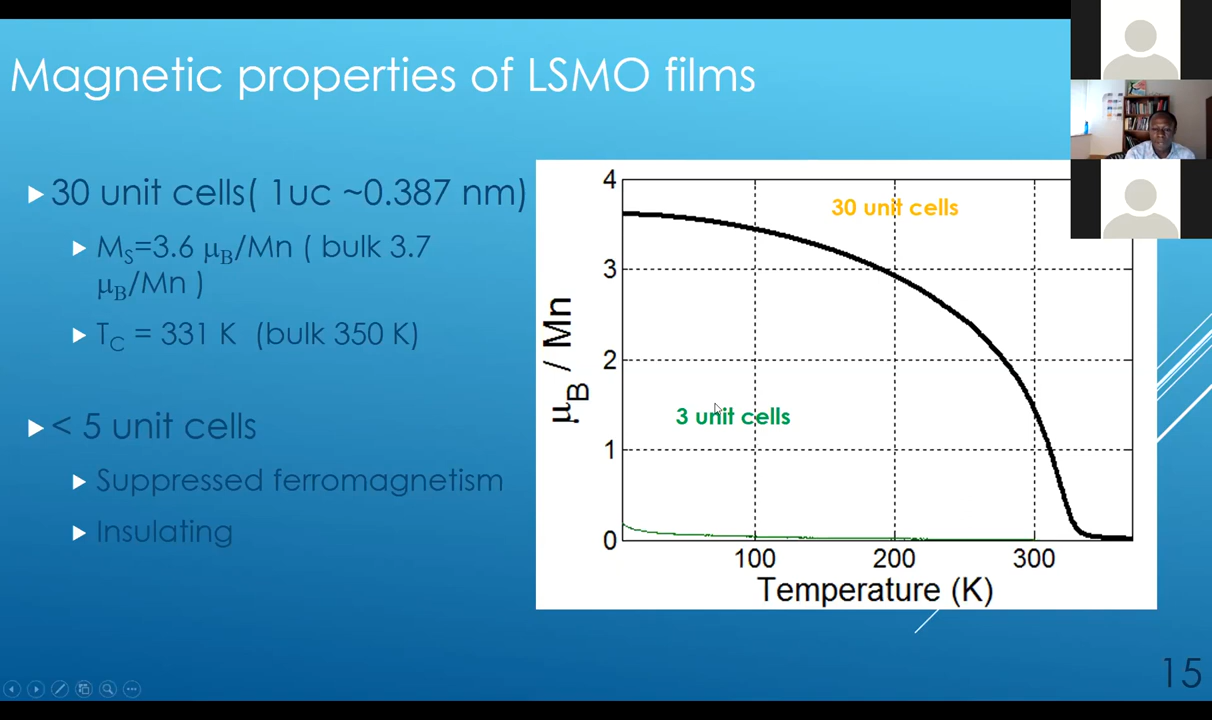 Magnetic properties of LSMO films
30 unit cells( 1uc ~0.387 nm)
M_S=3.6 μ_B/Mn ( bulk 3.7
μ_B/Mn )
T_C = 331 K (bulk 350 K)
< 5 unit cells
Suppressed ferromagnetism
Insulating
4
3
2
1
0
μ_B / Mn
30 unit cells
3 unit cells
100 200 300
Temperature (K)
15